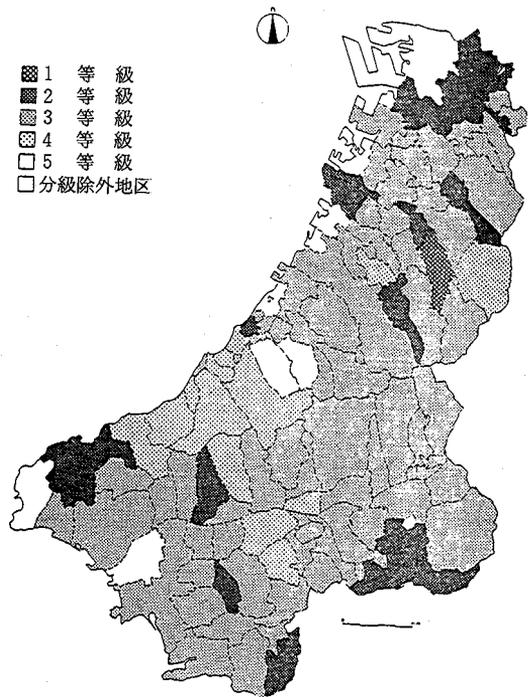 1 等 級
2 等 級
3 等 級
4 等 級
5 等 級
分級除外地区